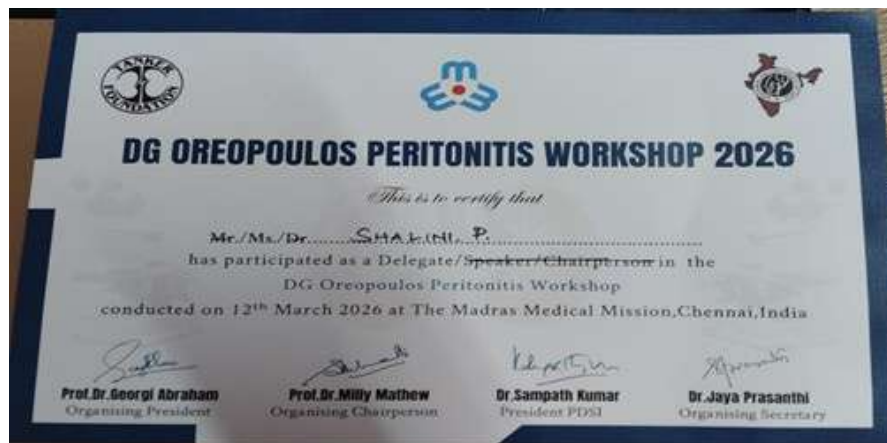 TANKER
FOUNDATION
DG OREOPOULOS PERITONITIS WORKSHOP 2026
This is to certify that
Mr./Ms./Dr. SHALINI. P.
has participated as a Delegate/Speaker/Chairperson in the
DG Oreopoulos Peritonitis Workshop
conducted on 12th March 2026 at The Madras Medical Mission,Chennai,India
Prof.Dr.Georgi Abraham
Organising President
Prof.Dr.Milly Mathew
Organising Chairperson
Dr.Sampath Kumar
President PDSI
Dr.Jaya Prasanthi
Organising Secretary